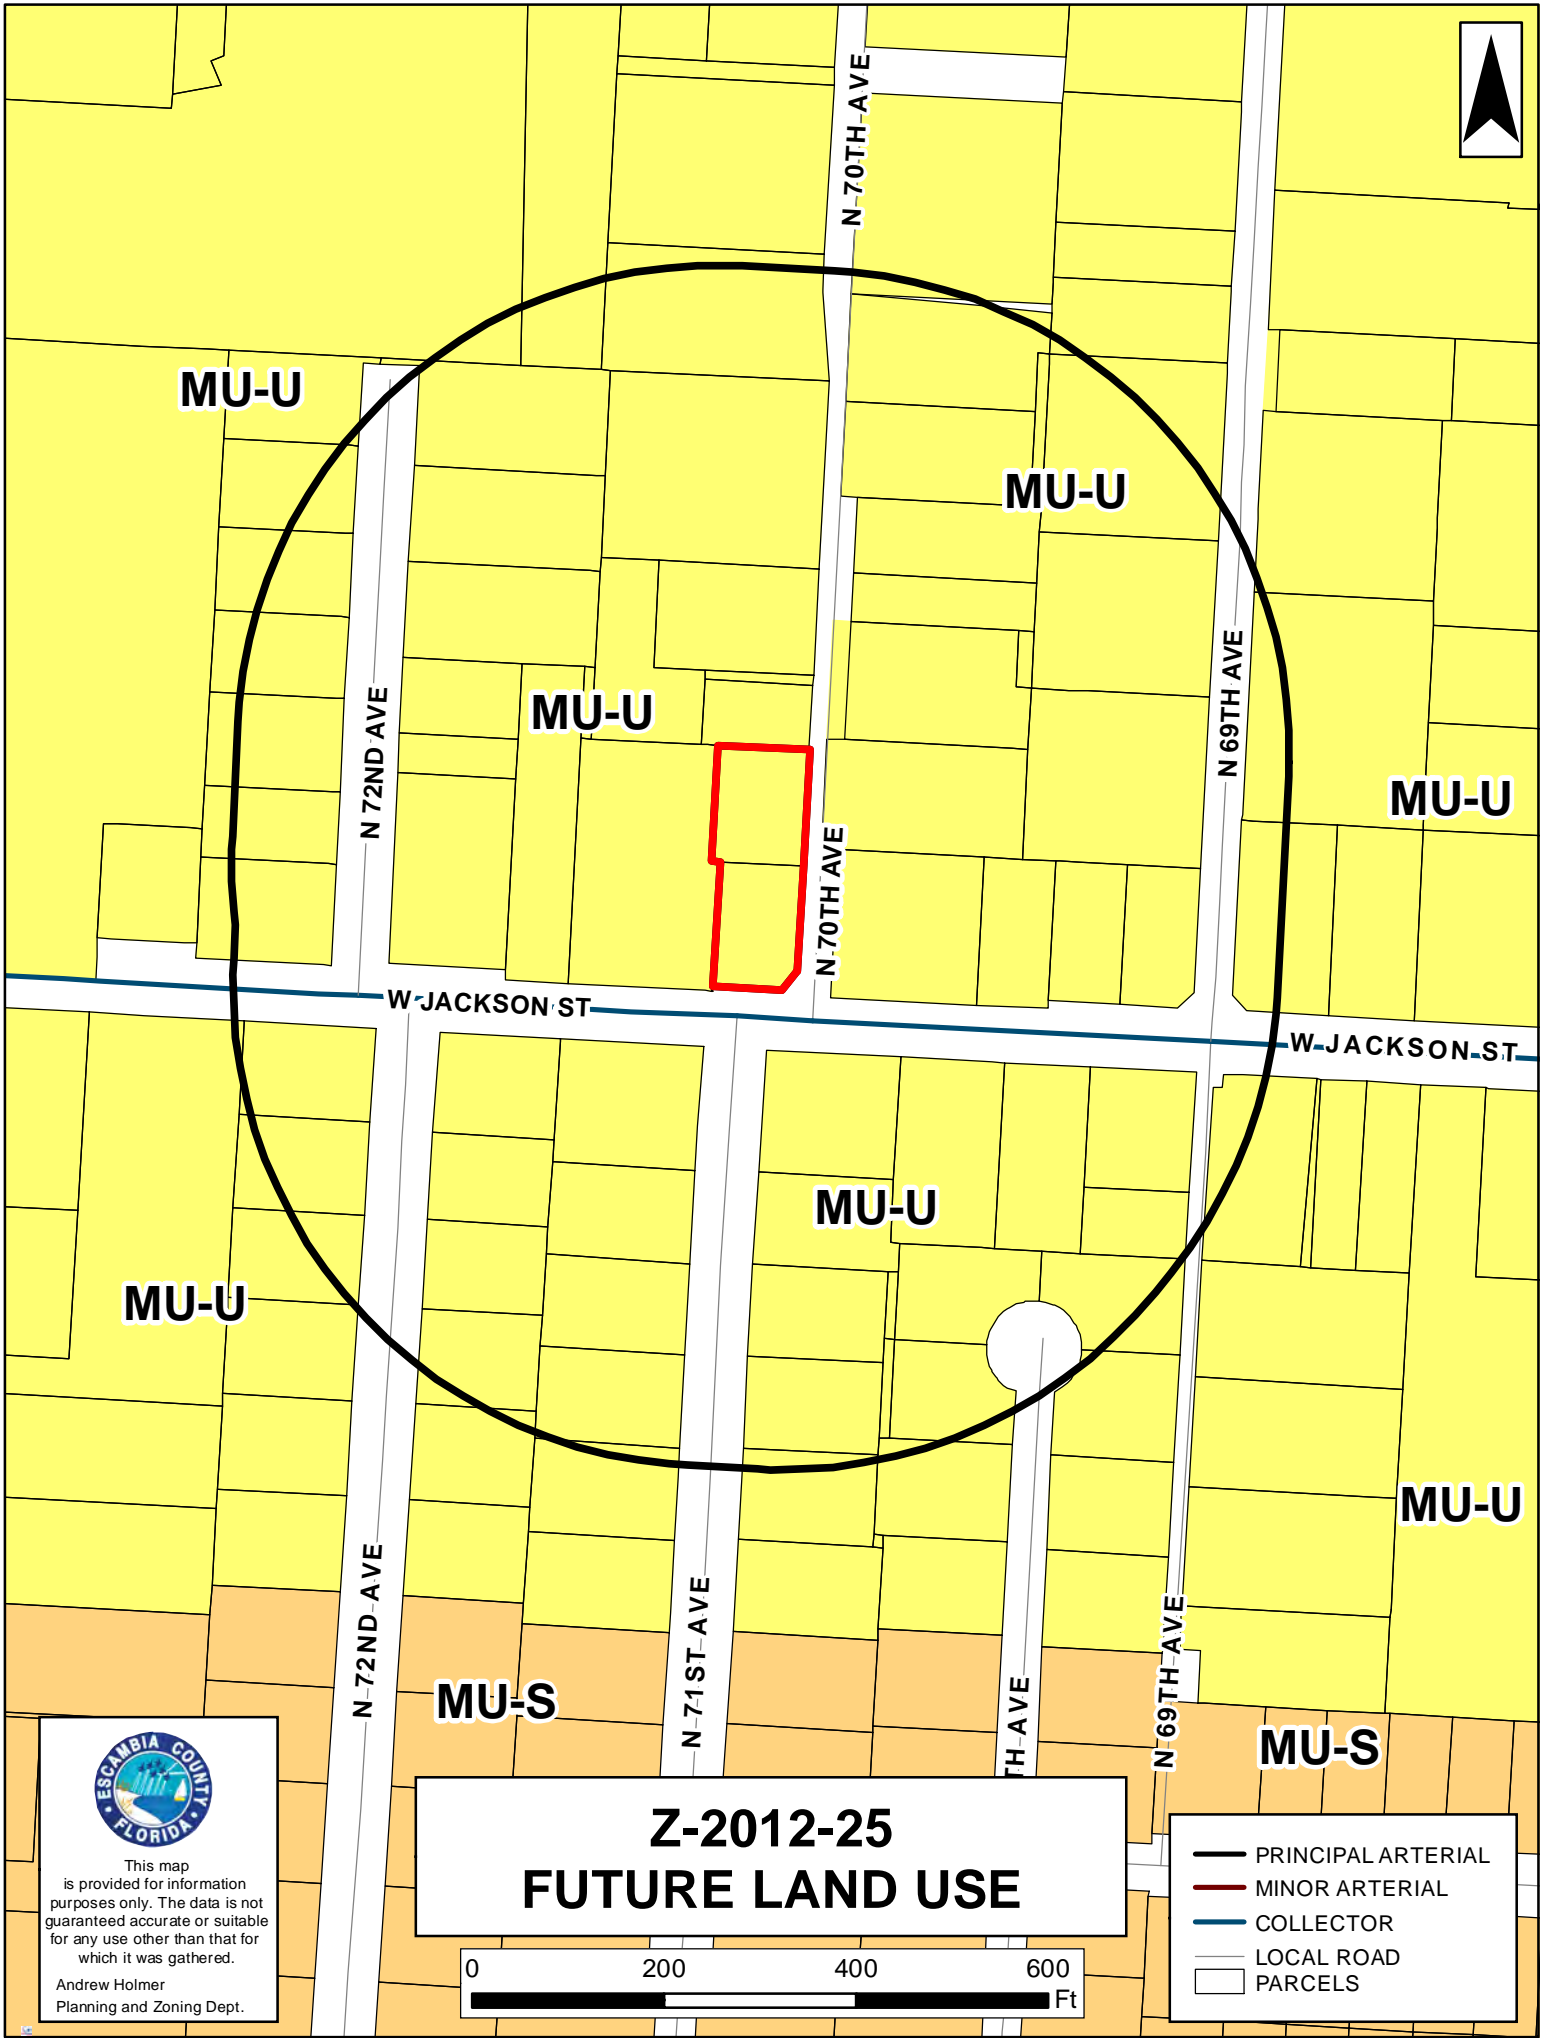 N 70TH AVE
MU-U
MU-U
N 69TH AVE
MU-U
N 72ND AVE
MU-U
N 70TH AVE
W JACKSON ST
W JACKSON ST
MU-U
MU-U
MU-U
N 72ND AVE
N 71ST AVE
TH AVE
N 69TH AVE
MU-S
MU-S
ESCAMBIA COUNTY
FLORIDA
This map
is provided for information
purposes only. The data is not
guaranteed accurate or suitable
for any use other than that for
which it was gathered.
Andrew Holmer
Planning and Zoning Dept.
Z-2012-25
FUTURE LAND USE
0 200 400 600
Ft
PRINCIPAL ARTERIAL
MINOR ARTERIAL
COLLECTOR
LOCAL ROAD
PARCELS